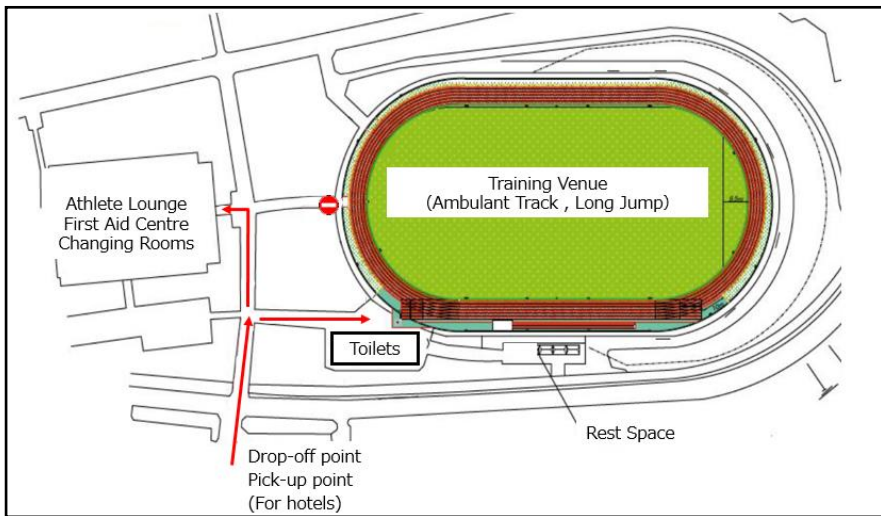 Training Venue
(Ambulant Track , Long Jump)
Athlete Lounge
First Aid Centre
Changing Rooms
Toilets
Rest Space
Drop-off point
Pick-up point
(For hotels)